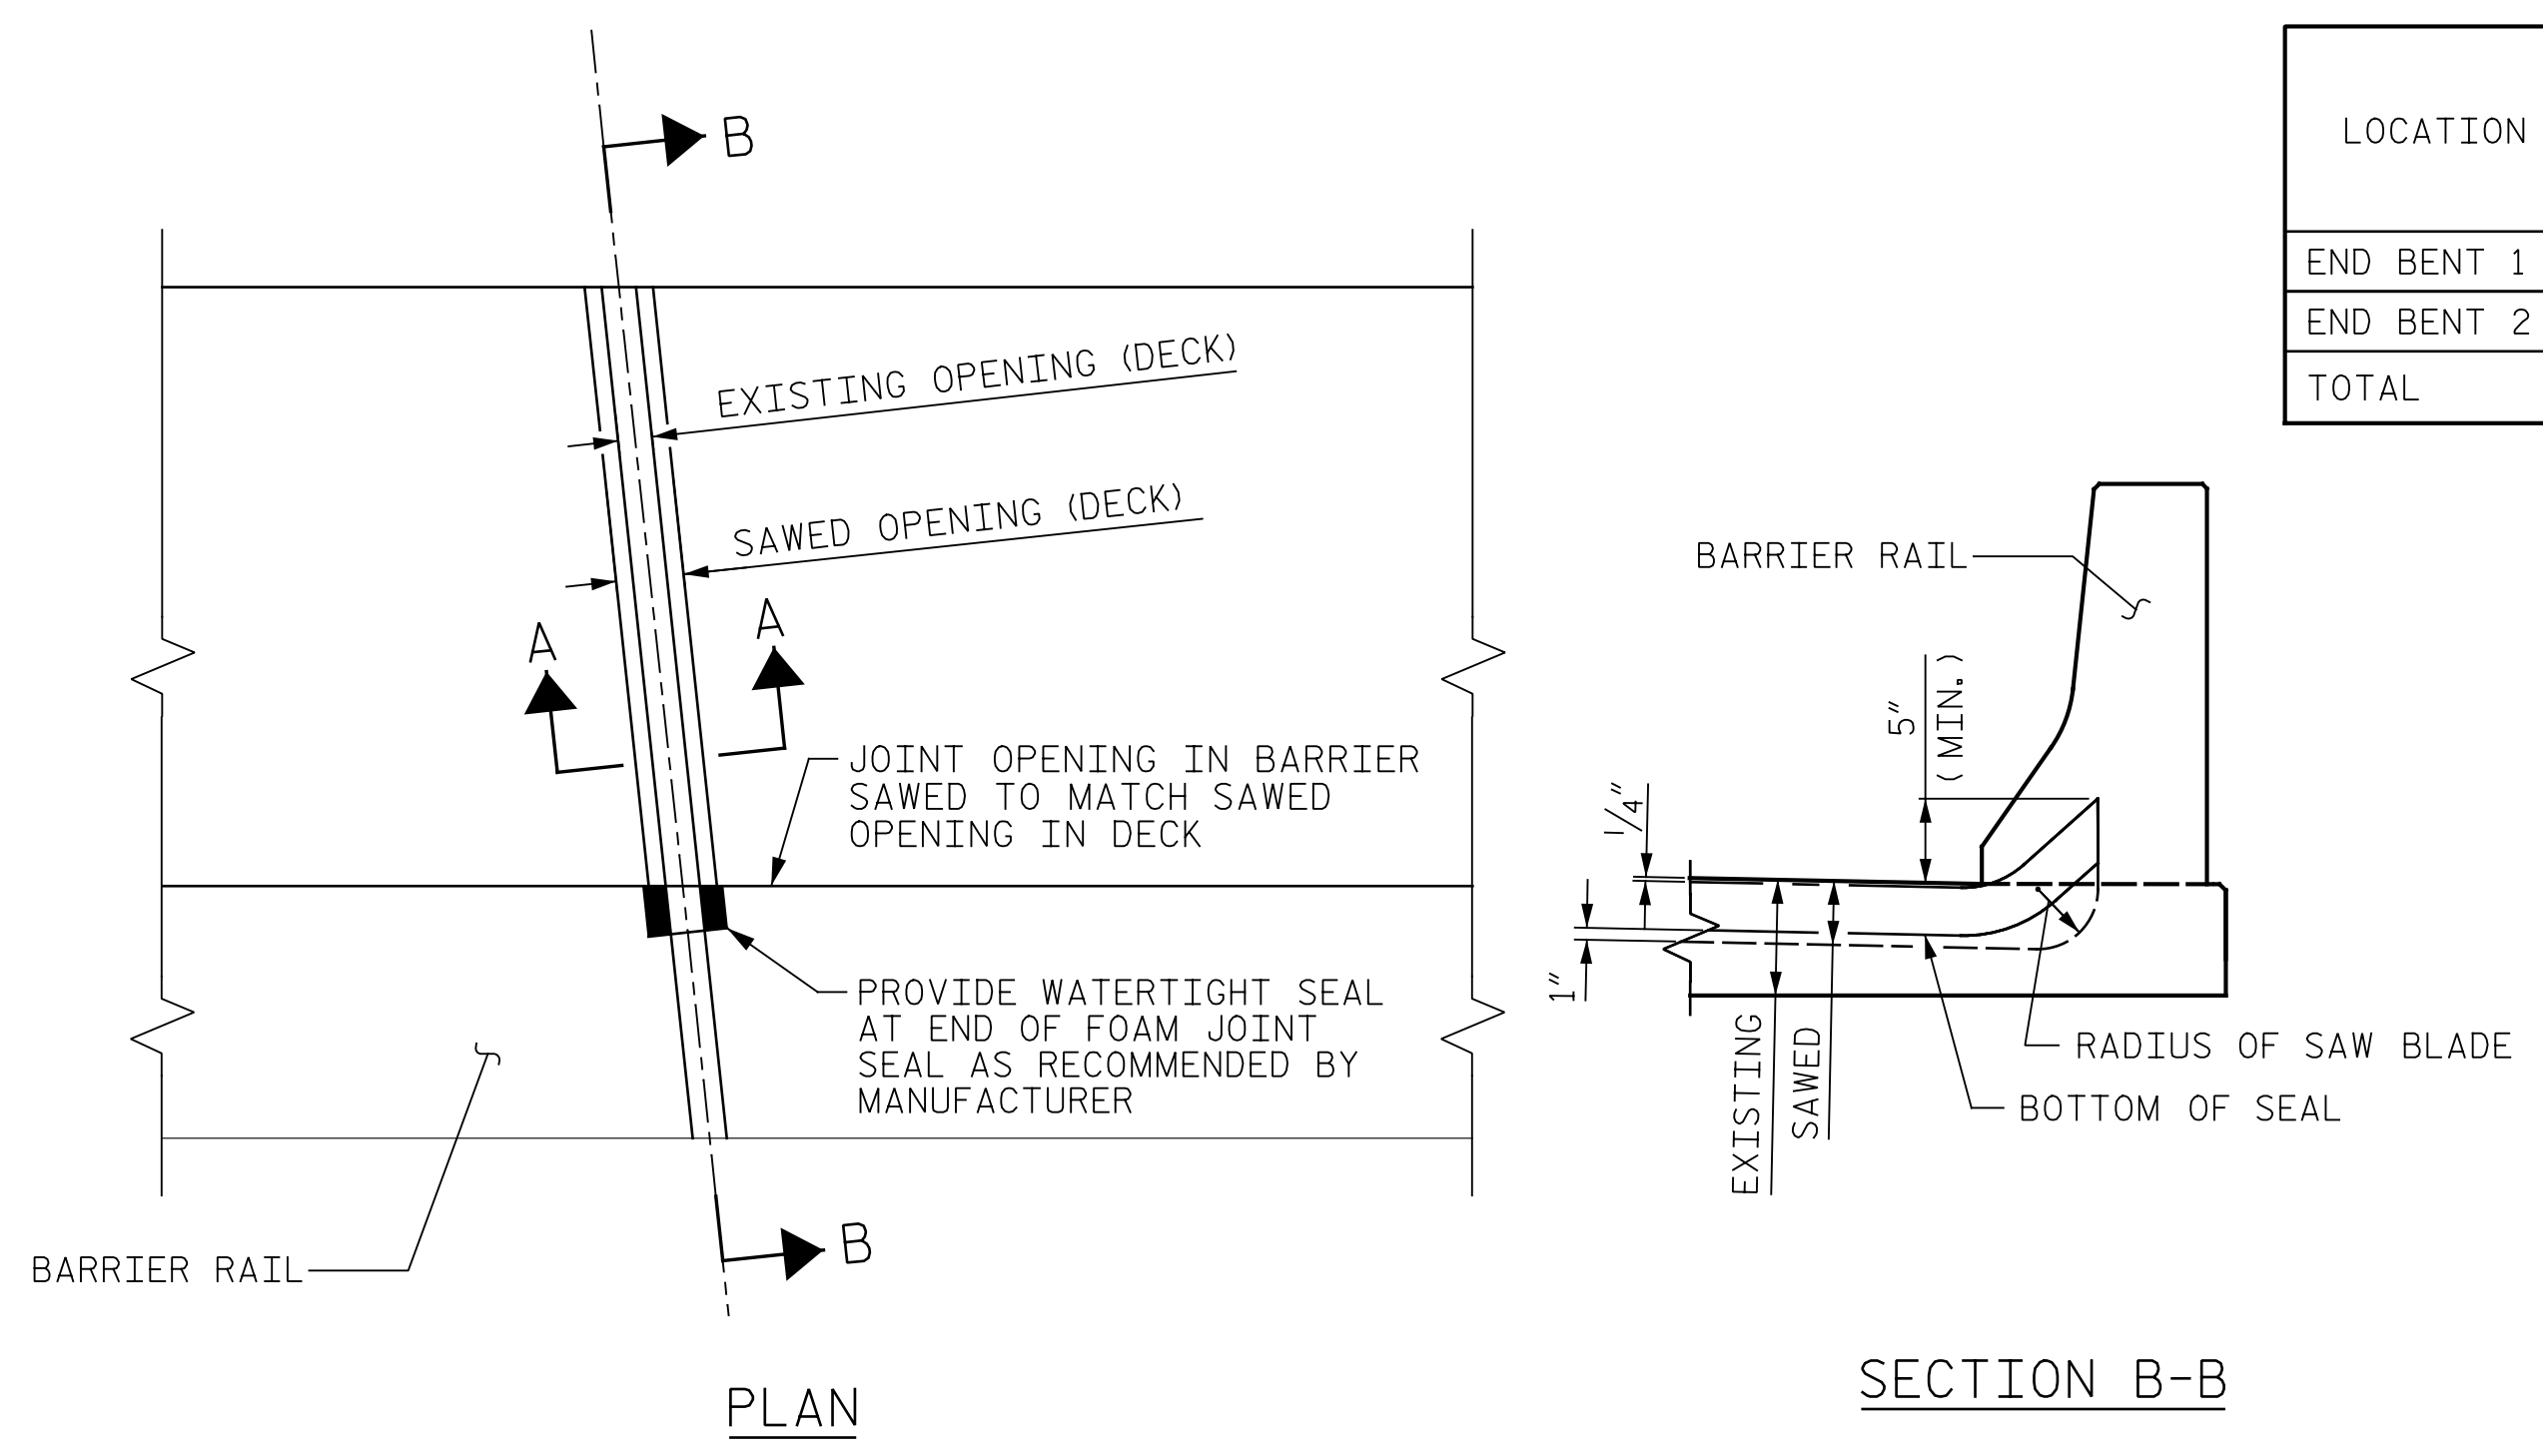 B
EXISTING OPENING (DECK)
SAWED OPENING (DECK)
A
A
JOINT OPENING IN BARRIER
SAWED TO MATCH SAWED
OPENING IN DECK
PROVIDE WATERTIGHT SEAL
AT END OF FOAM JOINT
SEAL AS RECOMMENDED BY
MANUFACTURER
BARRIER RAIL
B
PLAN
LOCATION
END BENT 1
END BENT 2
TOTAL
BARRIER RAIL
5"
(MIN.)
1/4"
1"
EXISTING
SAWED
RADIUS OF SAW BLADE
BOTTOM OF SEAL
SECTION B-B